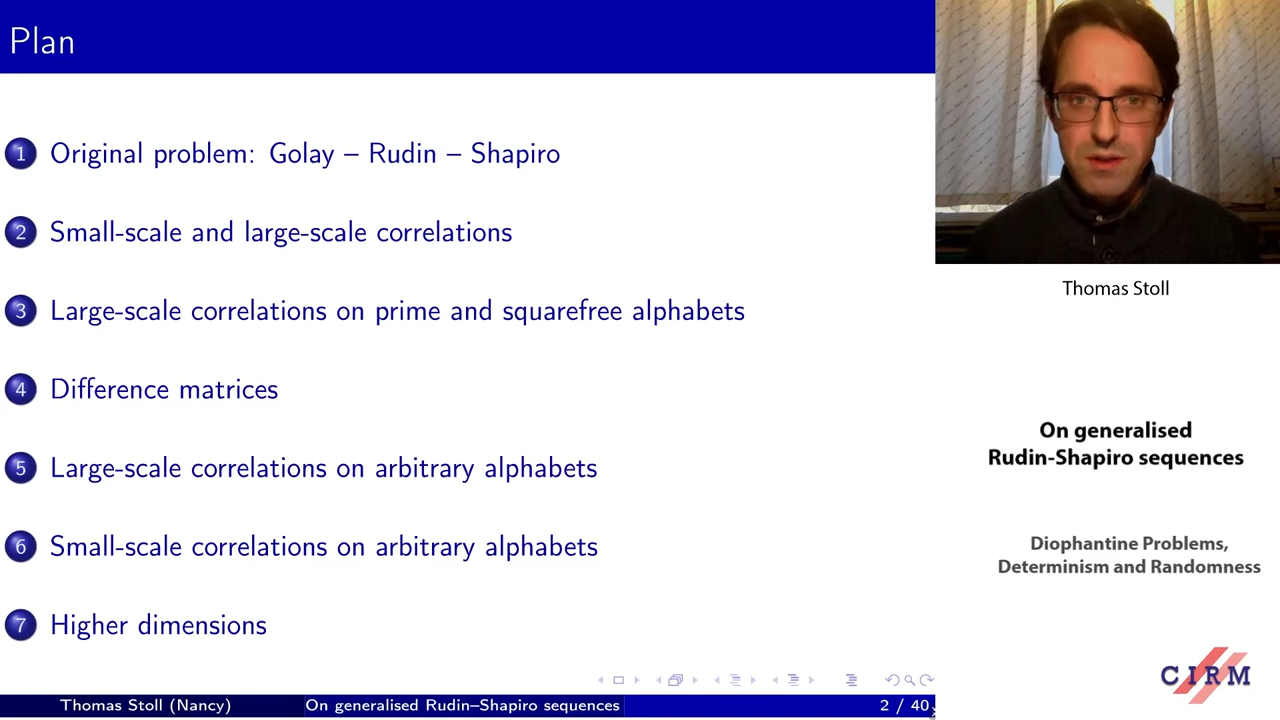 Plan
1 Original problem: Golay – Rudin – Shapiro
2 Small-scale and large-scale correlations
3 Large-scale correlations on prime and squarefree alphabets
4 Difference matrices
5 Large-scale correlations on arbitrary alphabets
6 Small-scale correlations on arbitrary alphabets
7 Higher dimensions
Thomas Stoll (Nancy) On generalised Rudin–Shapiro sequences 2 / 40
Thomas Stoll
On generalised
Rudin-Shapiro sequences
Diophantine Problems,
Determinism and Randomness
CIRM